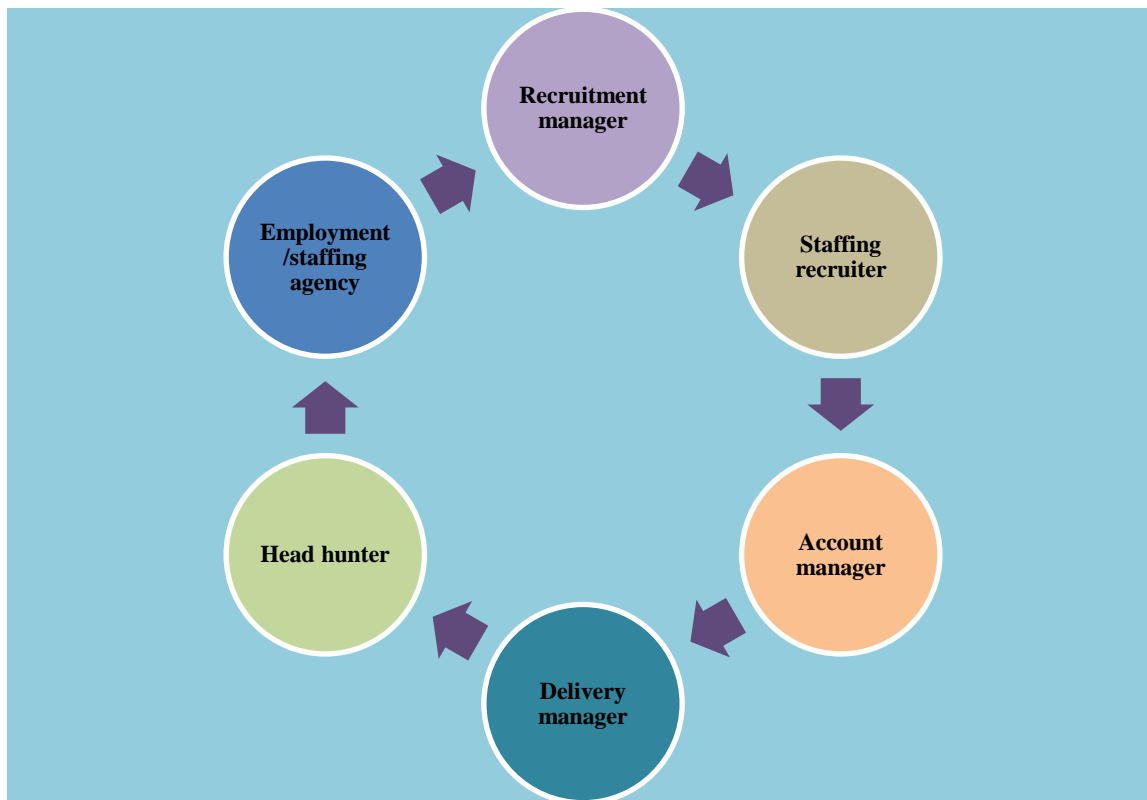 Recruitment
manager
Staffing
recruiter
Account
manager
Delivery
manager
Head hunter
Employment
/staffing
agency